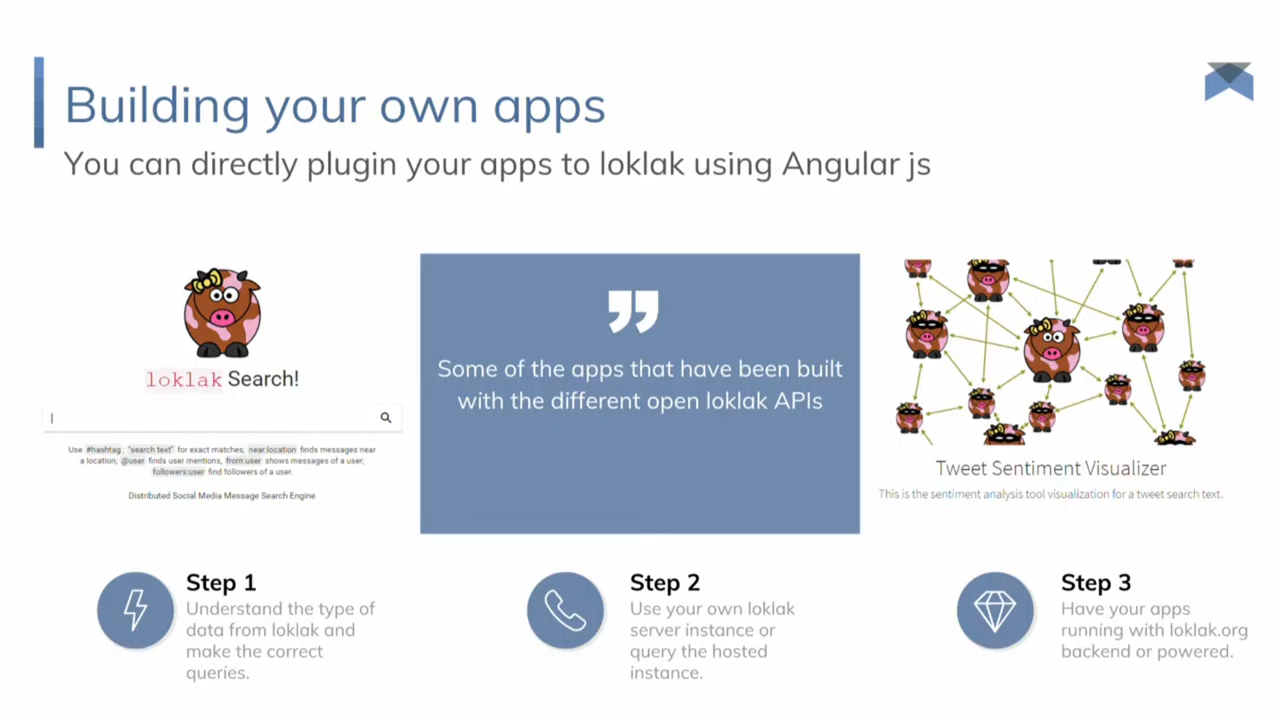 Building your own apps
You can directly plugin your apps to loklak using Angular js
loklak Search!
Use #hashtag; "search text" for exact matches; near:location finds messages near
a location; @user finds user mentions, from:user shows messages of a user;
followers:user find followers of a user.
Distributed Social Media Message Search Engine
Some of the apps that have been built
with the different open loklak APIs
Tweet Sentiment Visualizer
This is the sentiment analysis tool visualization for a tweet search text.
Step 1
Understand the type of
data from loklak and
make the correct
queries.
Step 2
Use your own loklak
server instance or
query the hosted
instance.
Step 3
Have your apps
running with loklak.org
backend or powered.